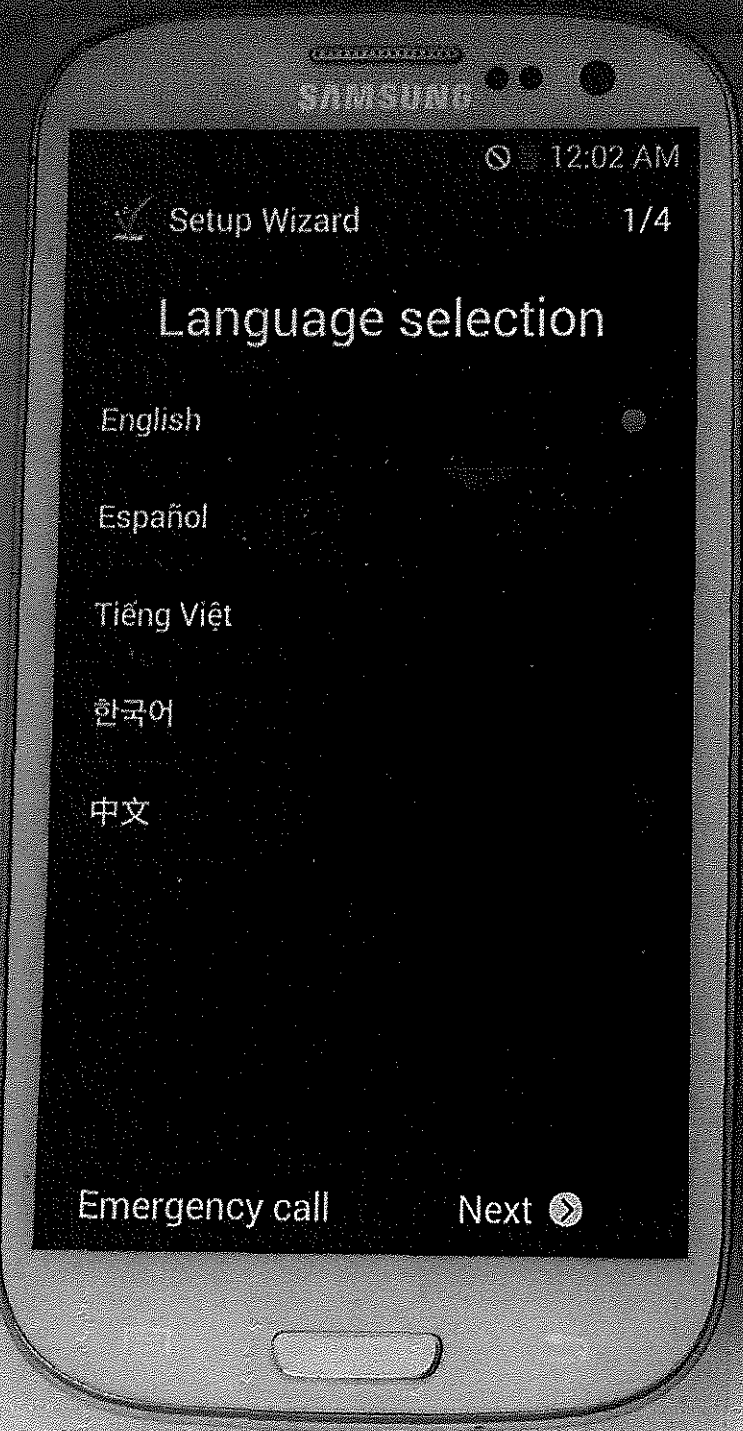 SAMSUNG
12:02 AM
Setup Wizard 1/4
Language selection
English
Español
Tiếng Việt
한국어
中文
Emergency call Next